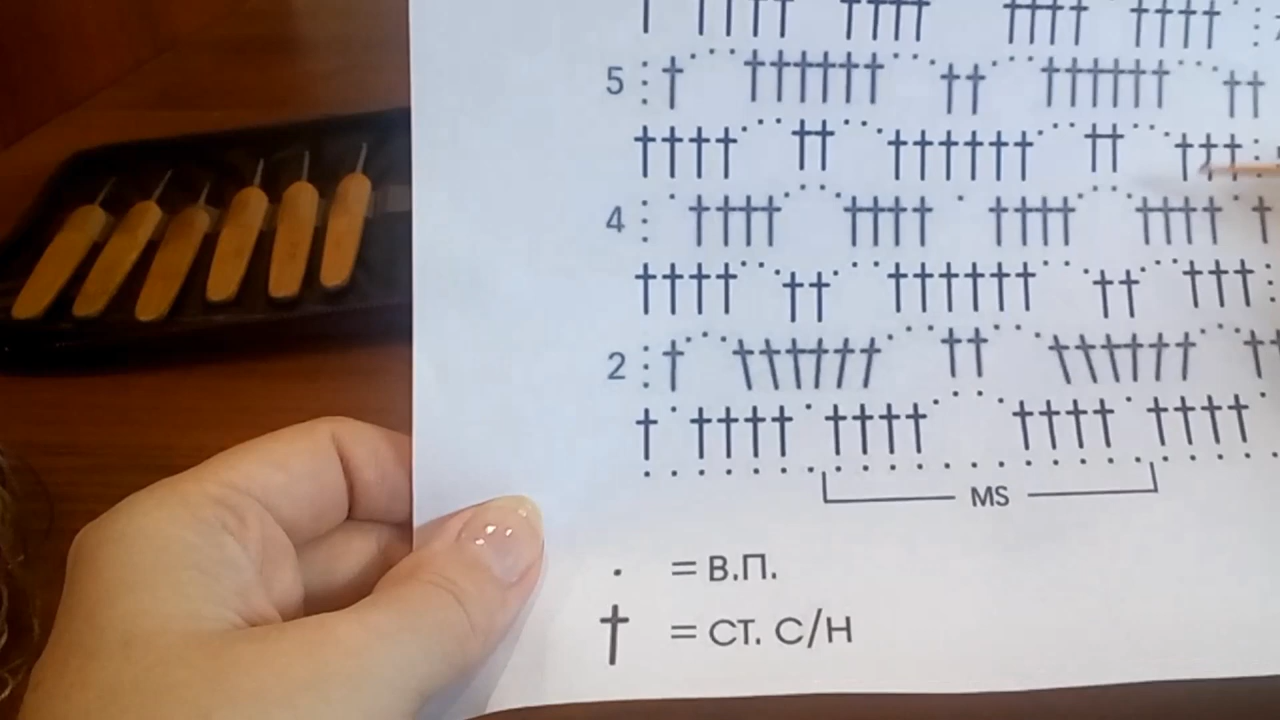 5
4
2
MS
. = В.П.
† = СТ. С/Н